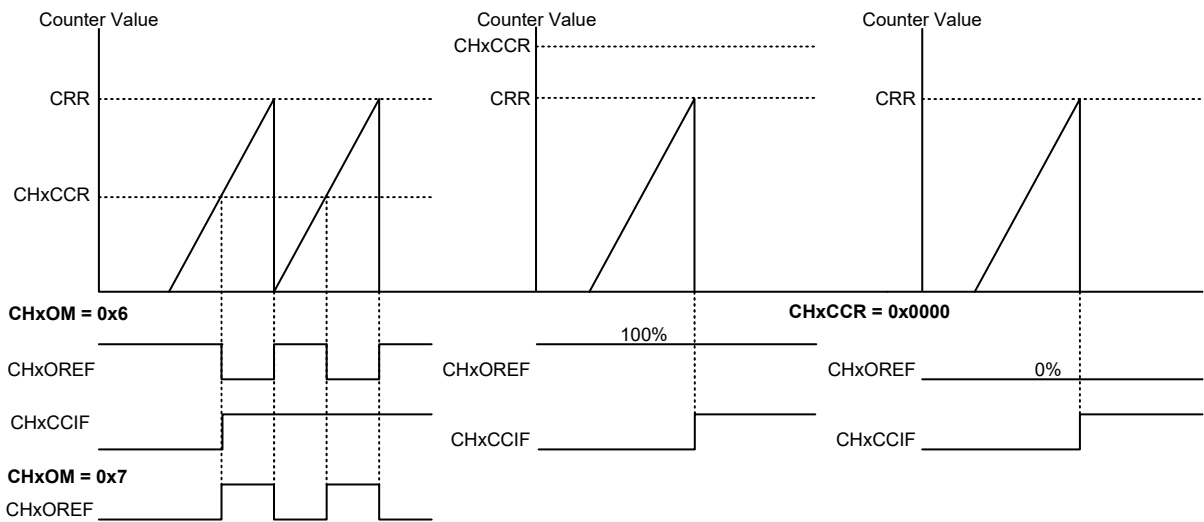 Counter Value
CRR
CHxCCR
CHxOM = 0x6
CHxOREF
CHxCCIF
CHxOM = 0x7
CHxOREF
Counter Value
CHxCCR
CRR
100%
CHxOREF
CHxCCIF
Counter Value
CRR
CHxCCR = 0x0000
CHxOREF
0%
CHxCCIF